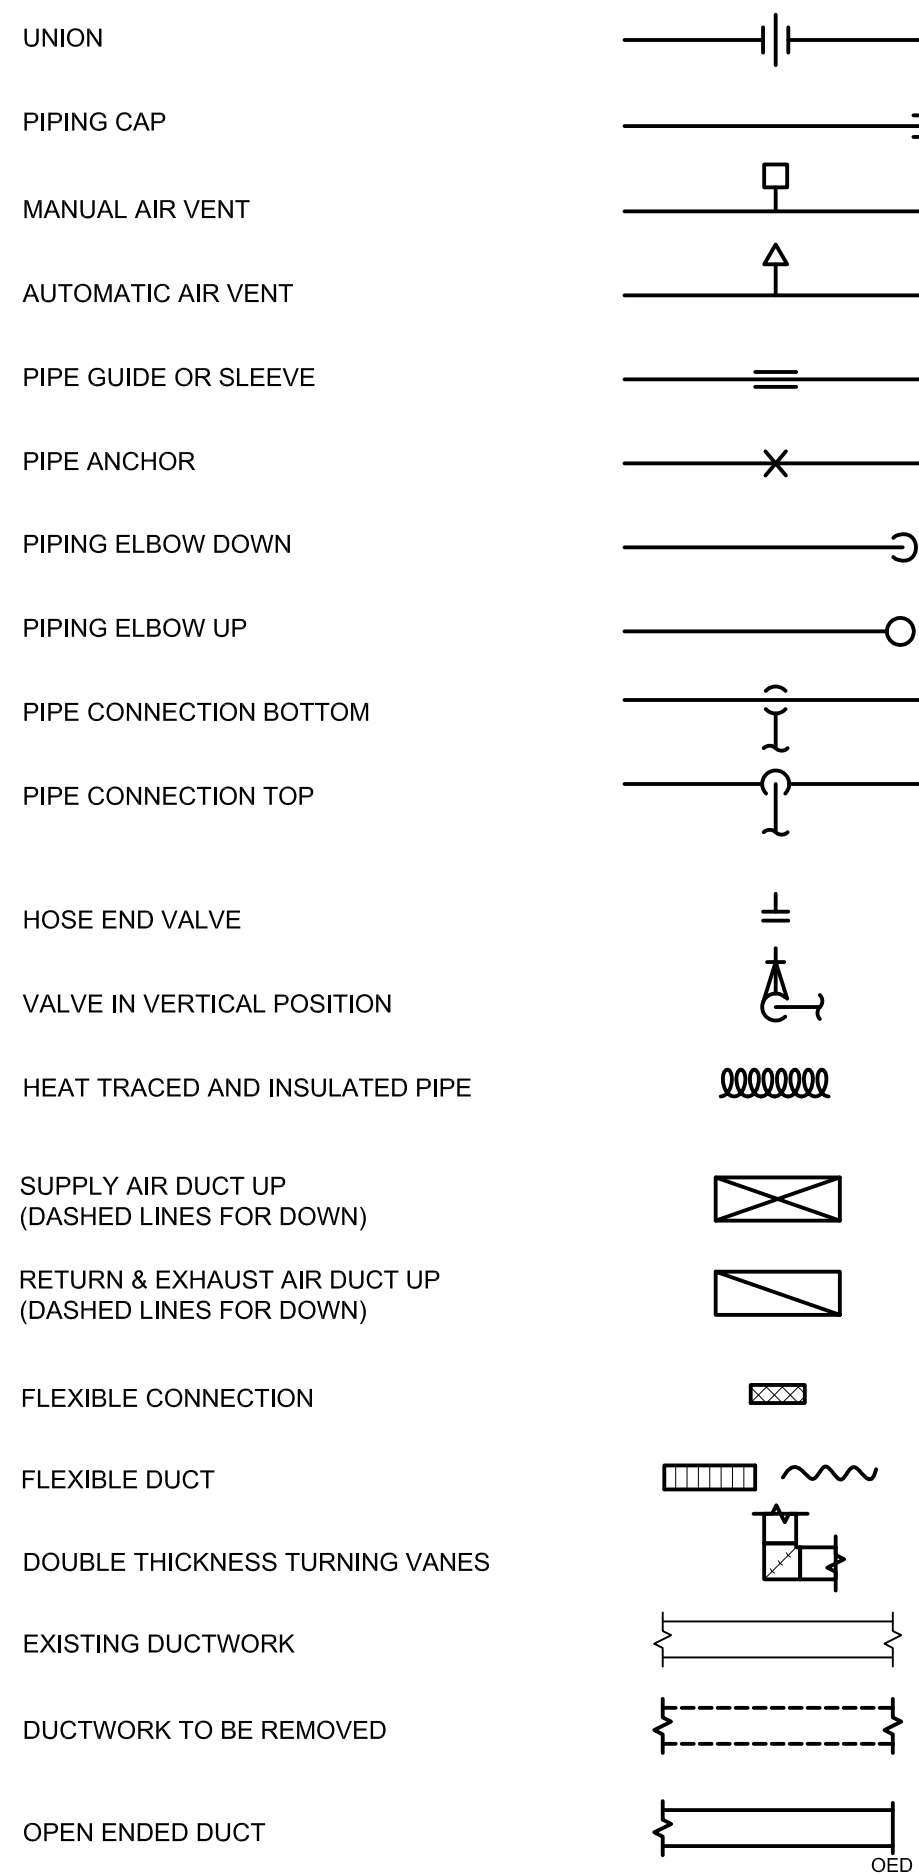 UNION
PIPING CAP
MANUAL AIR VENT
AUTOMATIC AIR VENT
PIPE GUIDE OR SLEEVE
PIPE ANCHOR
PIPING ELBOW DOWN
PIPING ELBOW UP
PIPE CONNECTION BOTTOM
PIPE CONNECTION TOP
HOSE END VALVE
VALVE IN VERTICAL POSITION
HEAT TRACED AND INSULATED PIPE
SUPPLY AIR DUCT UP
(DASHED LINES FOR DOWN)
RETURN & EXHAUST AIR DUCT UP
(DASHED LINES FOR DOWN)
FLEXIBLE CONNECTION
FLEXIBLE DUCT
DOUBLE THICKNESS TURNING VANES
EXISTING DUCTWORK
DUCTWORK TO BE REMOVED
OPEN ENDED DUCT
OED